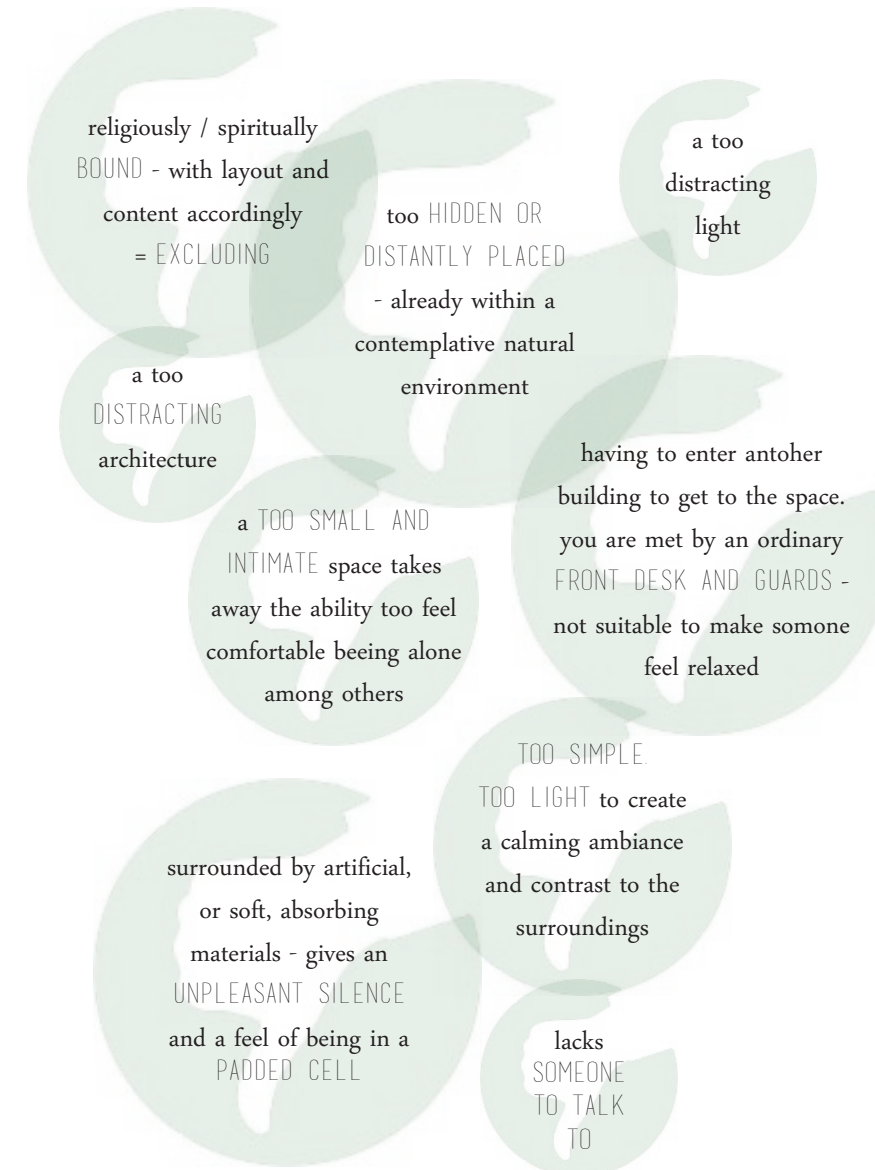 religiously / spiritually
BOUND - with layout and
content accordingly
= EXCLUDING
too HIDDEN OR
DISTANTLY PLACED
- already within a
contemplative natural
environment
a too
distracting
light
a too
DISTRACTING
architecture
having to enter antoher
building to get to the space.
you are met by an ordinary
FRONT DESK AND GUARDS -
not suitable to make somone
feel relaxed
a TOO SMALL AND
INTIMATE space takes
away the ability too feel
comfortable beeing alone
among others
TOO SIMPLE.
TOO LIGHT to create
a calming ambiance
and contrast to the
surroundings
surrounded by artificial,
or soft, absorbing
materials - gives an
UNPLEASANT SILENCE
and a feel of being in a
PADDED CELL
lacks
SOMEONE
TO TALK
TO